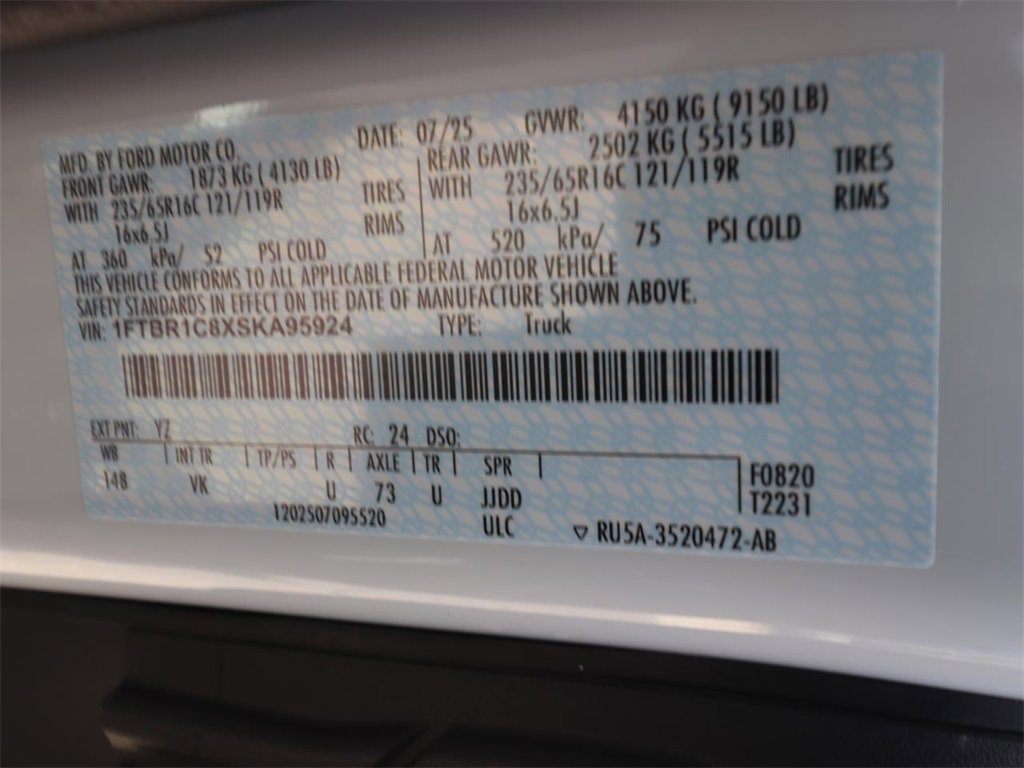 MFD. BY FORD MOTOR CO.
DATE: 07/25
GVWR: 4150 KG ( 9150 LB)
FRONT GAWR: 1873 KG ( 4130 LB)
WITH 235/65R16C 121/119R TIRES
16x6.5J RIMS
AT 360 kPa/ 52 PSI COLD
REAR GAWR: 2502 KG ( 5515 LB)
WITH 235/65R16C 121/119R TIRES
16x6.5J RIMS
AT 520 kPa/ 75 PSI COLD
THIS VEHICLE CONFORMS TO ALL APPLICABLE FEDERAL MOTOR VEHICLE
SAFETY STANDARDS IN EFFECT ON THE DATE OF MANUFACTURE SHOWN ABOVE.
VIN: 1FTBR1C8XSKA95924 TYPE: Truck
EXT PNT: YZ RC: 24 DSO:
WB INT TR TP/PS R AXLE TR SPR
148 VK U 73 U JJDD
F0820
T2231
1202507095520 ULC ▽ RU5A-3520472-AB